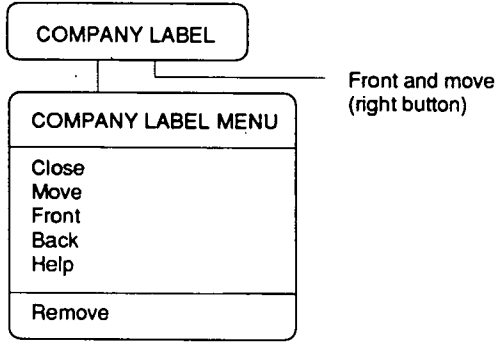 COMPANY LABEL
Front and move
(right button)
COMPANY LABEL MENU
Close
Move
Front
Back
Help
Remove